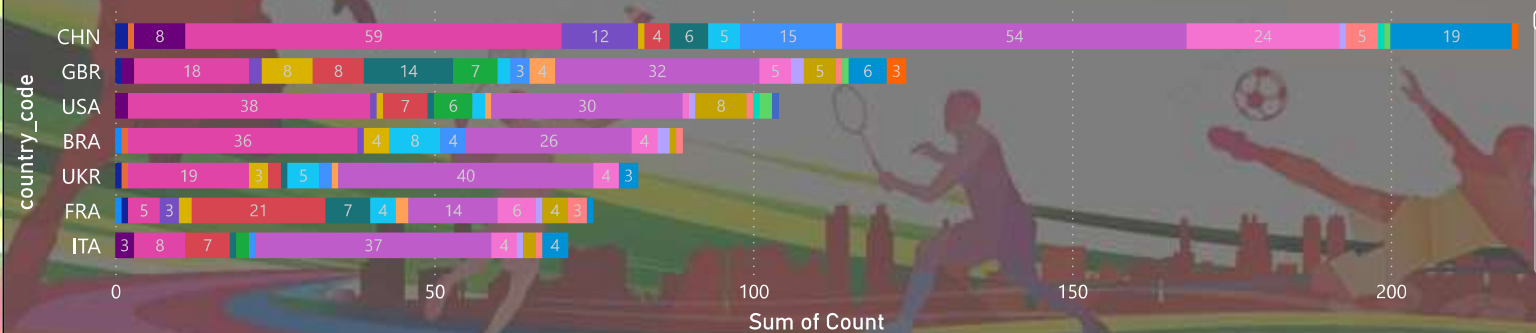 CHN 8 59 12 4 6 5 15 54 24 5 19
GBR 18 8 8 14 7 3 4 32 5 5 6 3
USA 38 7 6 30 8
BRA 36 4 8 4 26 4
UKR 19 3 5 40 4 3
FRA 5 3 21 7 4 14 6 4 3
ITA 3 8 7 37 4 4
country_code
0 50 100 150 200
Sum of Count